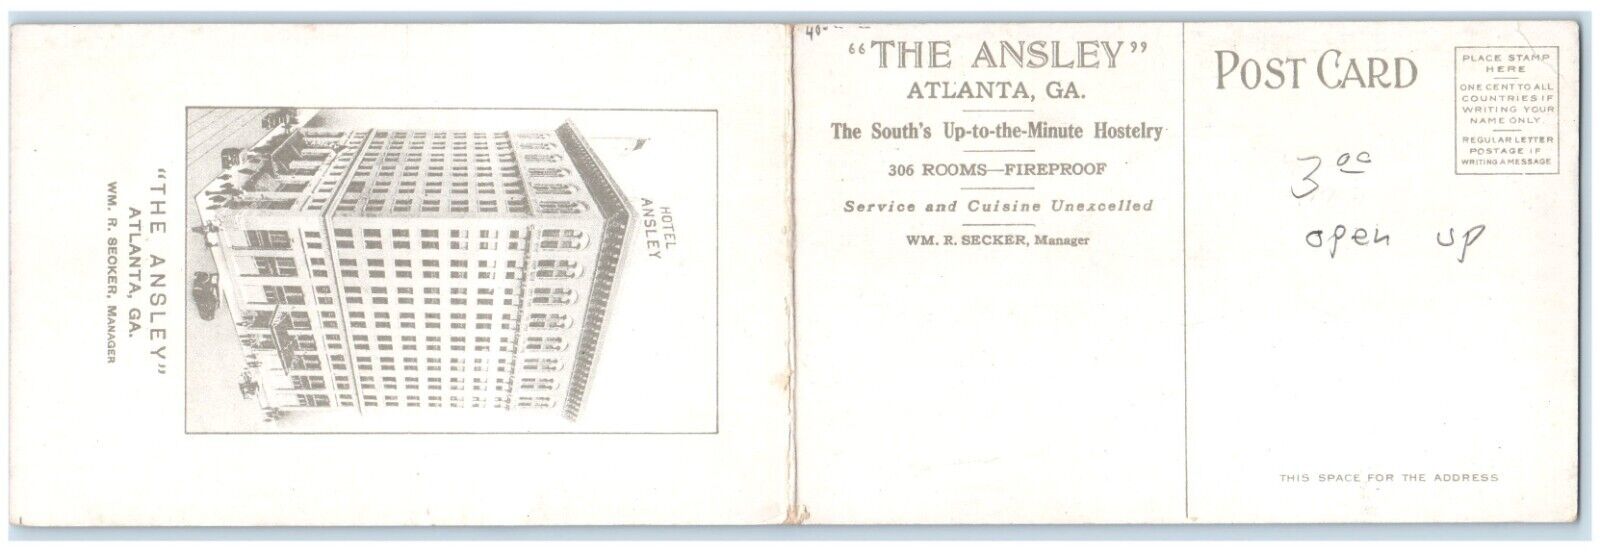 HOTEL
ANSLEY
"THE ANSLEY"
ATLANTA, GA.
WM. R. SECKER, MANAGER
"THE ANSLEY"
ATLANTA, GA.
The South's Up-to-the-Minute Hostelry
306 ROOMS—FIREPROOF
Service and Cuisine Unexcelled
WM. R. SECKER, Manager
POST CARD
PLACE STAMP
HERE
ONE CENT TO ALL
COUNTRIES IF
WRITING YOUR
NAME ONLY.
REGULAR LETTER
POSTAGE IF
WRITING A MESSAGE
3 00
open up
THIS SPACE FOR THE ADDRESS